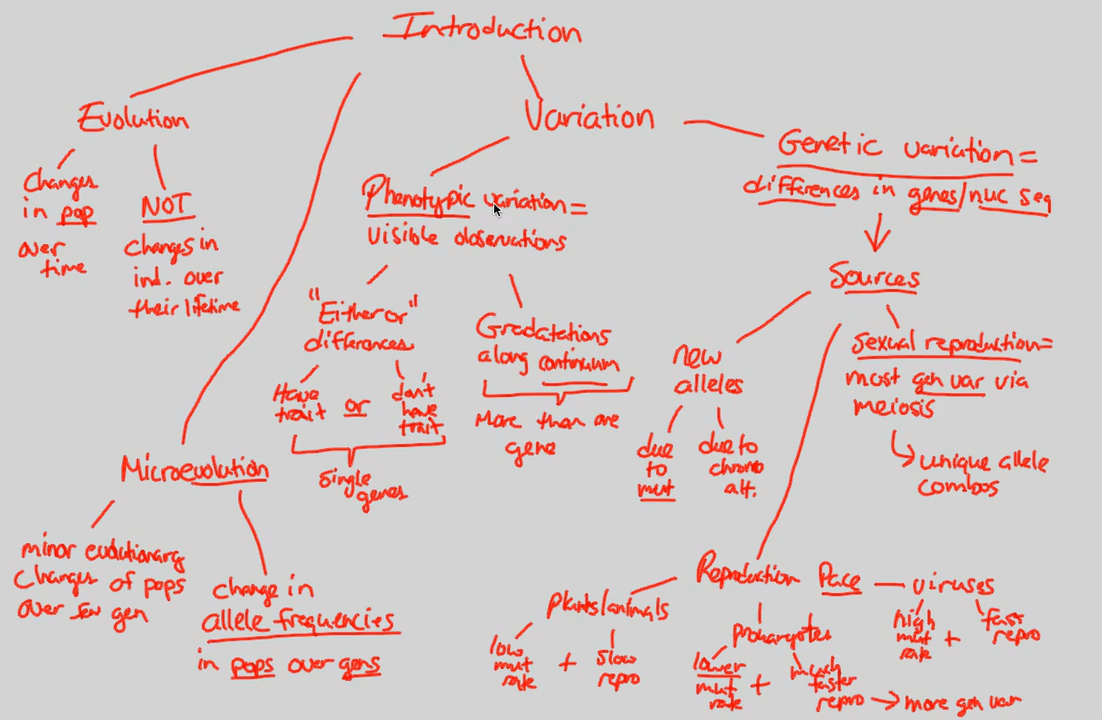 Introduction
Evolution
Changes
in pop
over
time
NOT
changes in
ind. over
their lifetime
Variation
Phenotypic variation =
visible observations
"Either or"
differences
Have
trait
or
don't
have
trait
Single
genes
Gradatations
along continuum
More than one
gene
Genetic variation =
differences in genes/nuc seq
Sources
new
alleles
due
to
mut
due to
chromo
alt.
Sexual reproduction =
most gen var via
meiosis
unique allele
combos
Reproduction Pace
plants/animals
low
mut
rate
+
slow
repro
prokaryotes
lower
mut
rate
+
much
faster
repro → more gen var
viruses
high
mut
rate
+
fast
repro
Microevolution
minor evolutionary
changes of pops
over few gen
change in
allele frequencies
in pops over gens